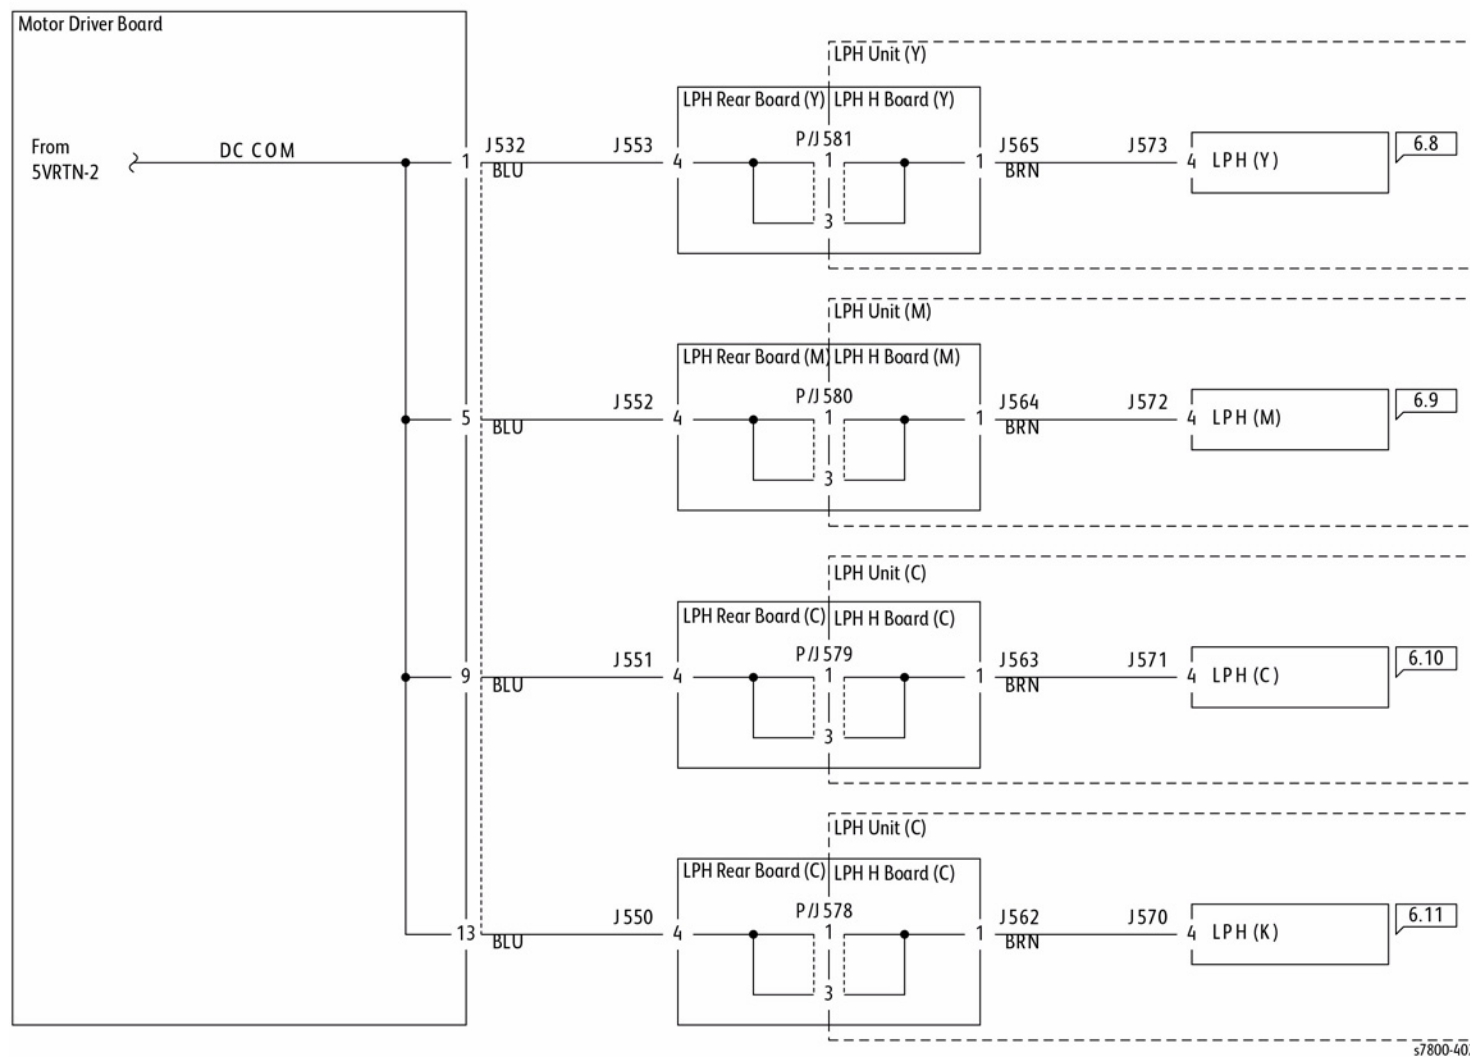 Motor Driver Board
From
5VRTN-2
DC COM
LPH Unit (Y)
LPH Rear Board (Y) LPH H Board (Y)
P/J581
1 J532 BLU J553 4 1 1 J565 BRN J573 4 LPH (Y) 6.8
3
LPH Unit (M)
LPH Rear Board (M) LPH H Board (M)
P/J580
5 BLU J552 4 1 1 J564 BRN J572 4 LPH (M) 6.9
3
LPH Unit (C)
LPH Rear Board (C) LPH H Board (C)
P/J579
9 BLU J551 4 1 1 J563 BRN J571 4 LPH (C) 6.10
3
LPH Unit (C)
LPH Rear Board (C) LPH H Board (C)
P/J578
13 BLU J550 4 1 1 J562 BRN J570 4 LPH (K) 6.11
3